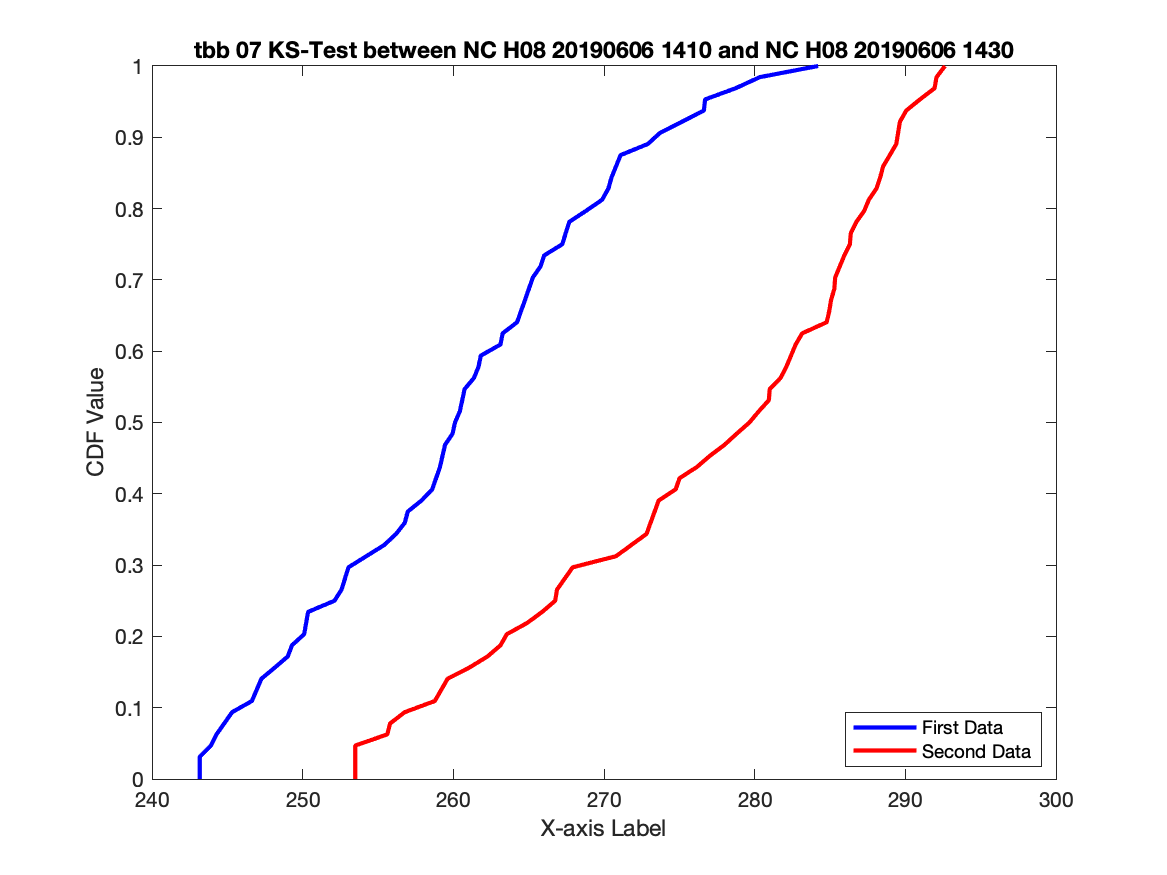 tbb 07 KS-Test between NC H08 20190606 1410 and NC H08 20190606 1430
1
0.9
0.8
0.7
0.6
0.5
0.4
0.3
0.2
0.1
0
CDF Value
240 250 260 270 280 290 300
X-axis Label
First Data
Second Data